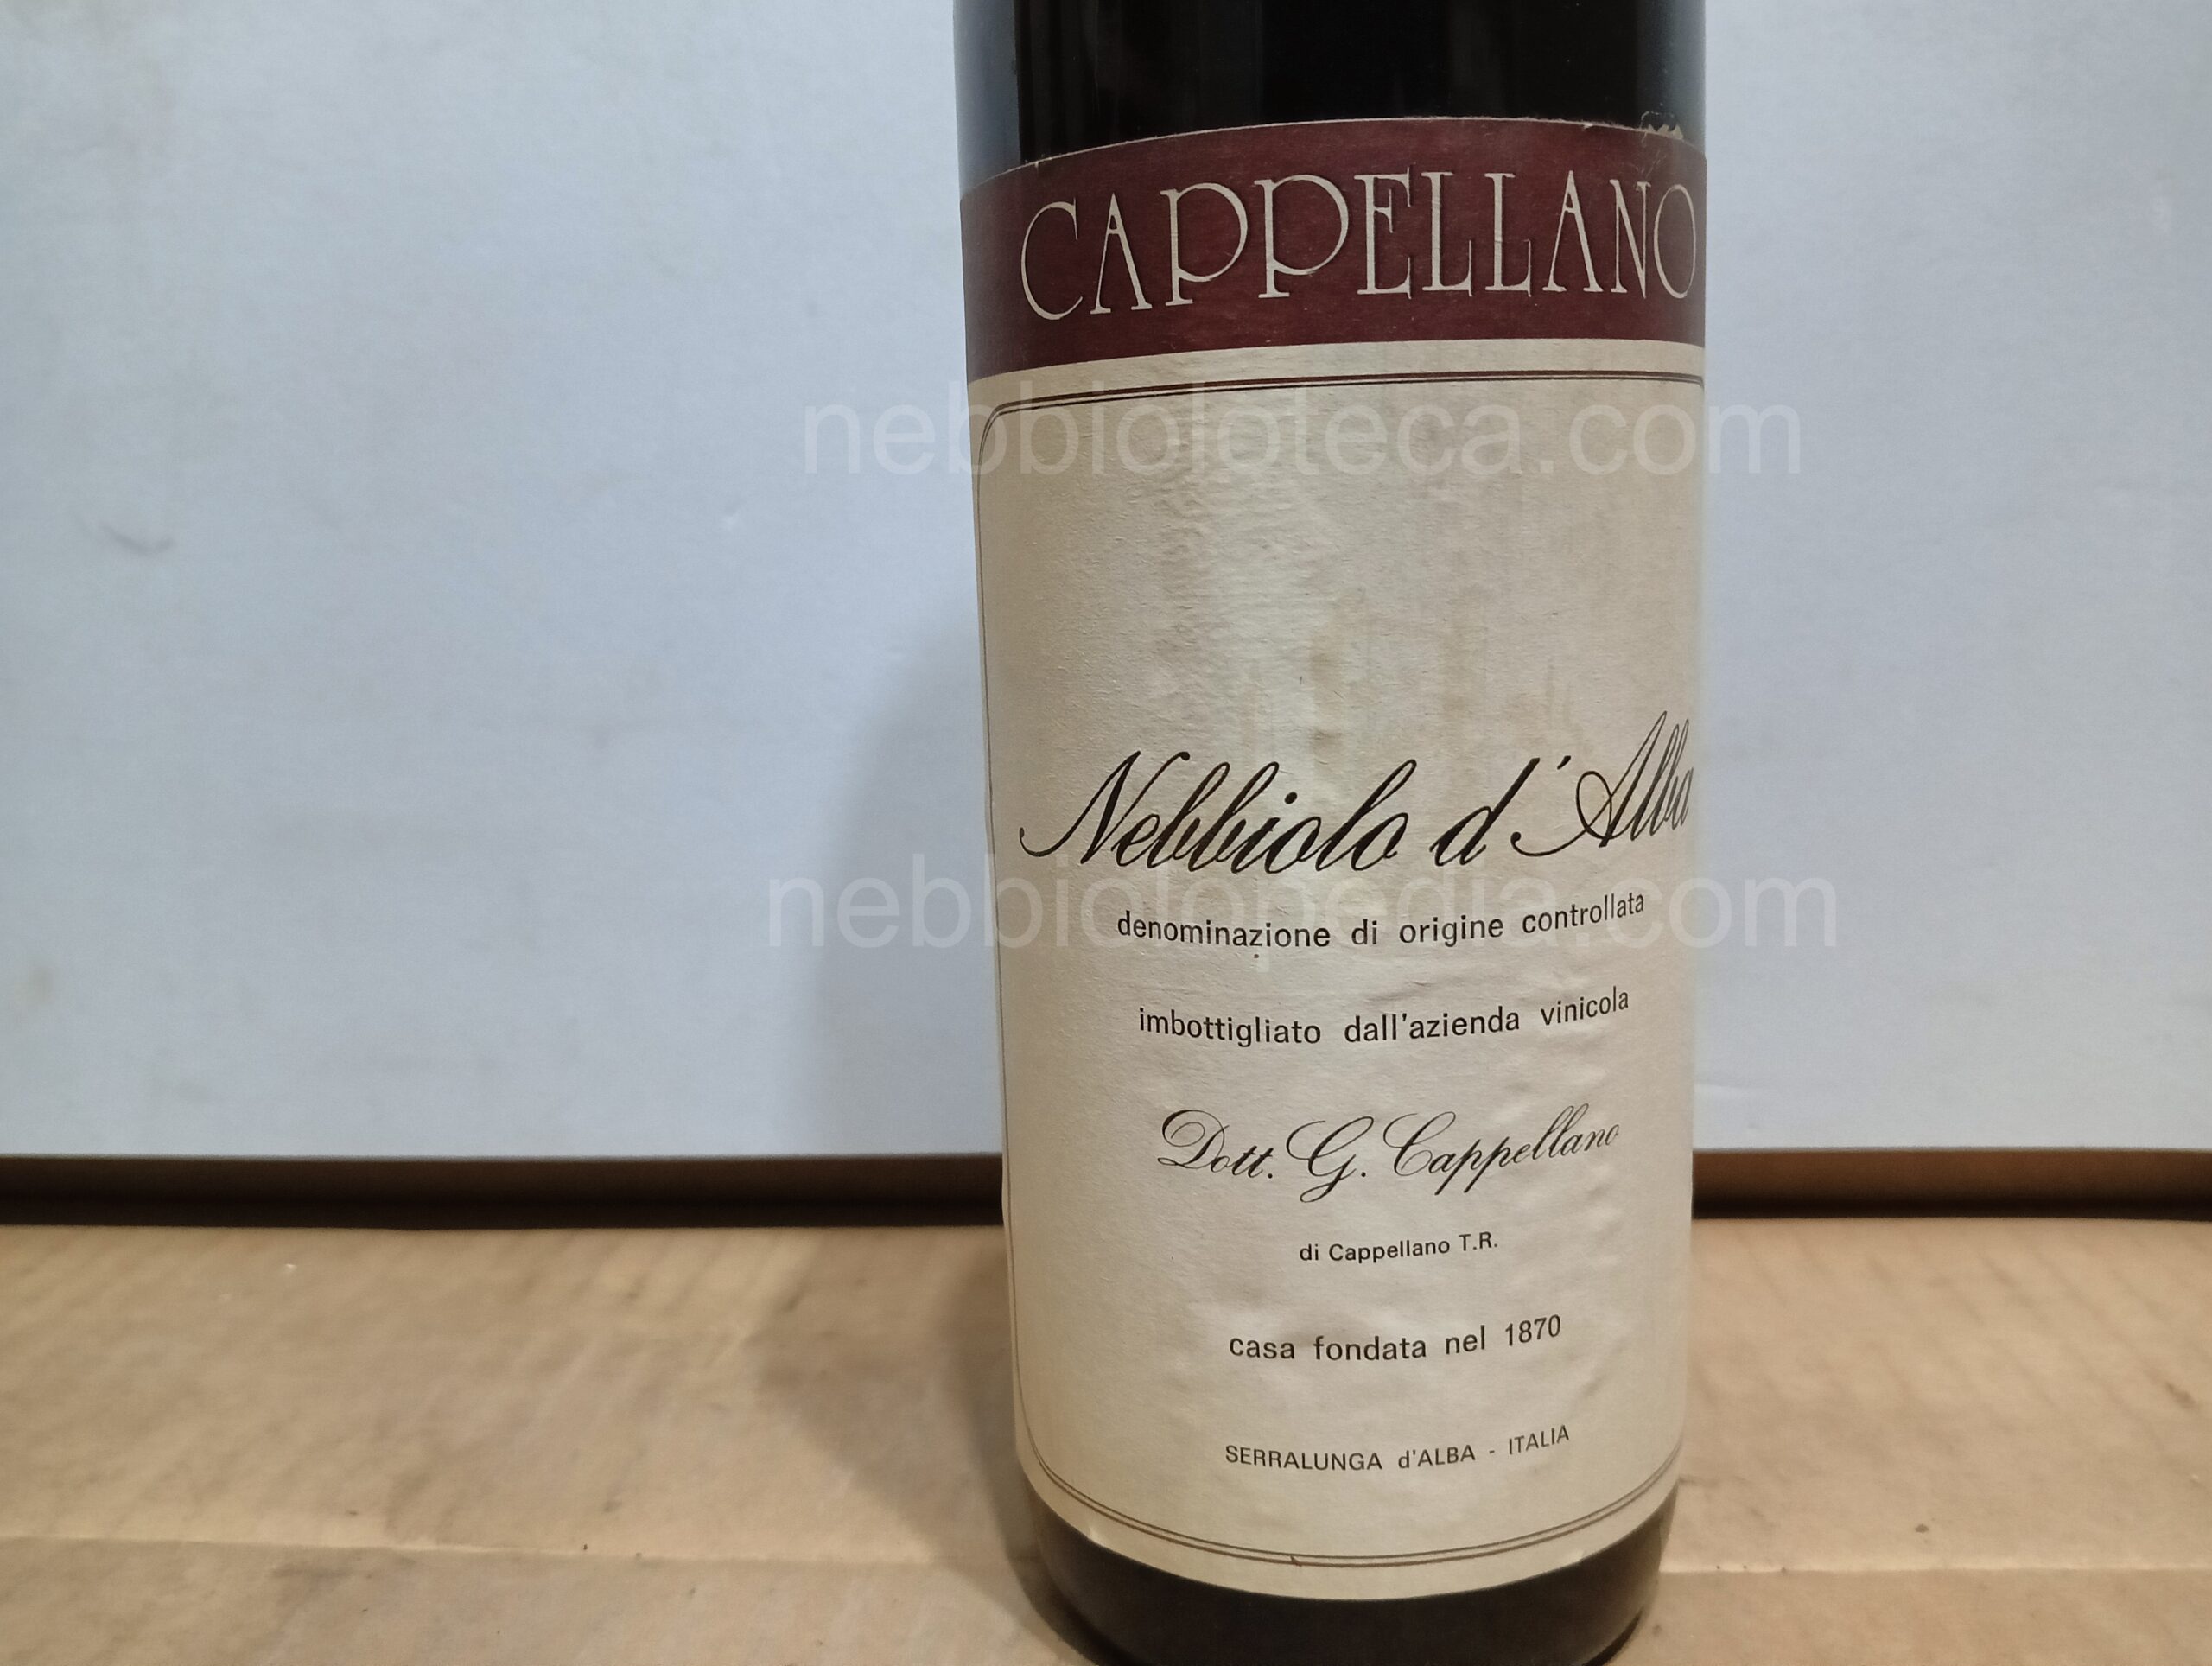 CAPPELLANO
nebbioloteca.com
Nebbiolo d'Alba
nebbiolopedia.com
denominazione di origine controllata
imbottigliato dall'azienda vinicola
Dott. G. Cappellano
di Cappellano T.R.
casa fondata nel 1870
SERRALUNGA d'ALBA - ITALIA